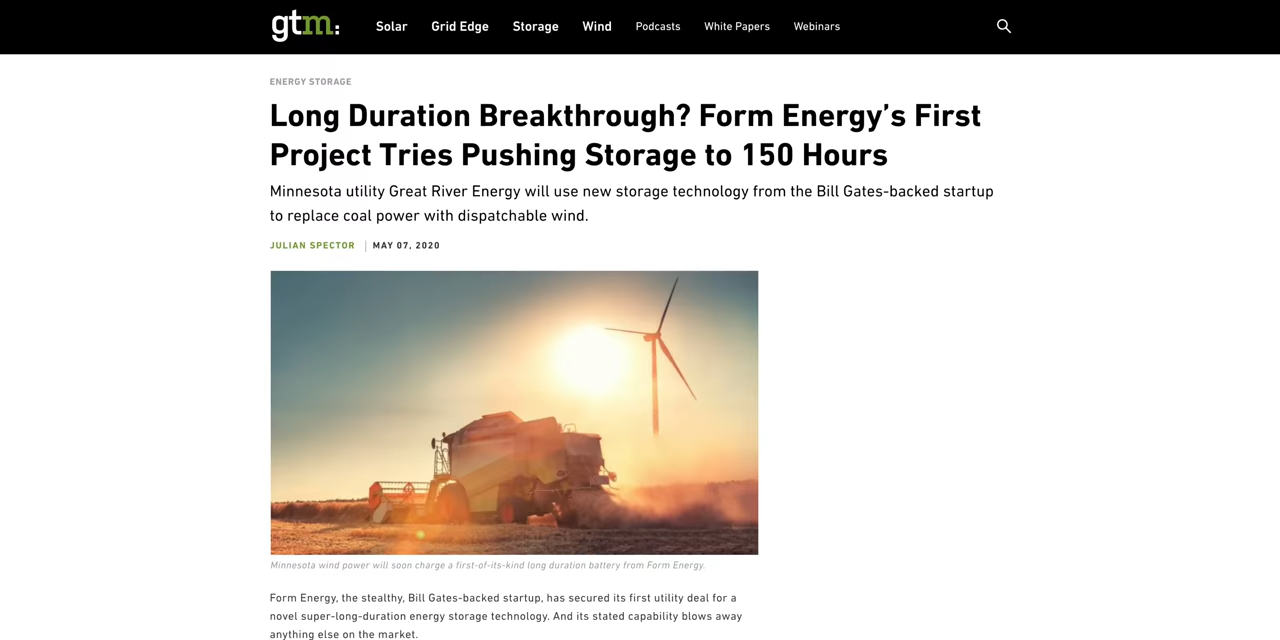 gtm:
Solar Grid Edge Storage Wind Podcasts White Papers Webinars
ENERGY STORAGE
Long Duration Breakthrough? Form Energy’s First
Project Tries Pushing Storage to 150 Hours
Minnesota utility Great River Energy will use new storage technology from the Bill Gates-backed startup
to replace coal power with dispatchable wind.
JULIAN SPECTOR | MAY 07, 2020
Minnesota wind power will soon charge a first-of-its-kind long duration battery from Form Energy.
Form Energy, the stealthy, Bill Gates-backed startup, has secured its first utility deal for a
novel super-long-duration energy storage technology. And its stated capability blows away
anything else on the market.